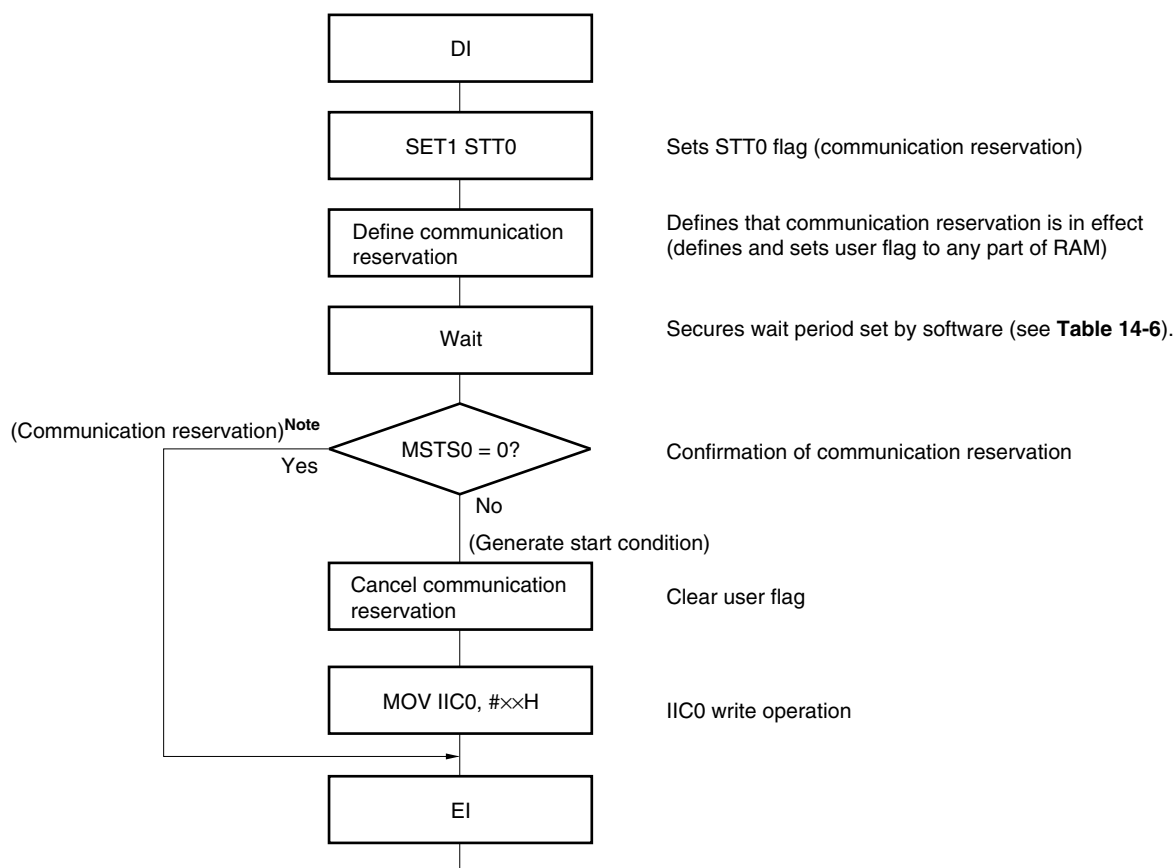 DI
SET1 STT0
Sets STT0 flag (communication reservation)
Define communication
reservation
Defines that communication reservation is in effect
(defines and sets user flag to any part of RAM)
Wait
Secures wait period set by software (see Table 14-6).
(Communication reservation)Note
Yes
MSTS0 = 0?
Confirmation of communication reservation
No
(Generate start condition)
Cancel communication
reservation
Clear user flag
MOV IIC0, #××H
IIC0 write operation
EI